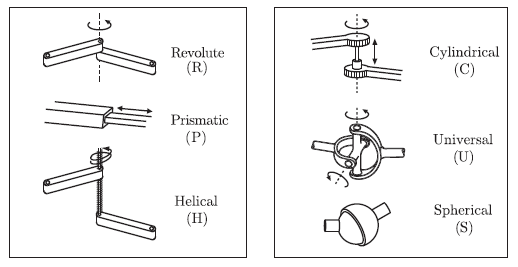 Revolute
(R)
Prismatic
(P)
Helical
(H)
Cylindrical
(C)
Universal
(U)
Spherical
(S)